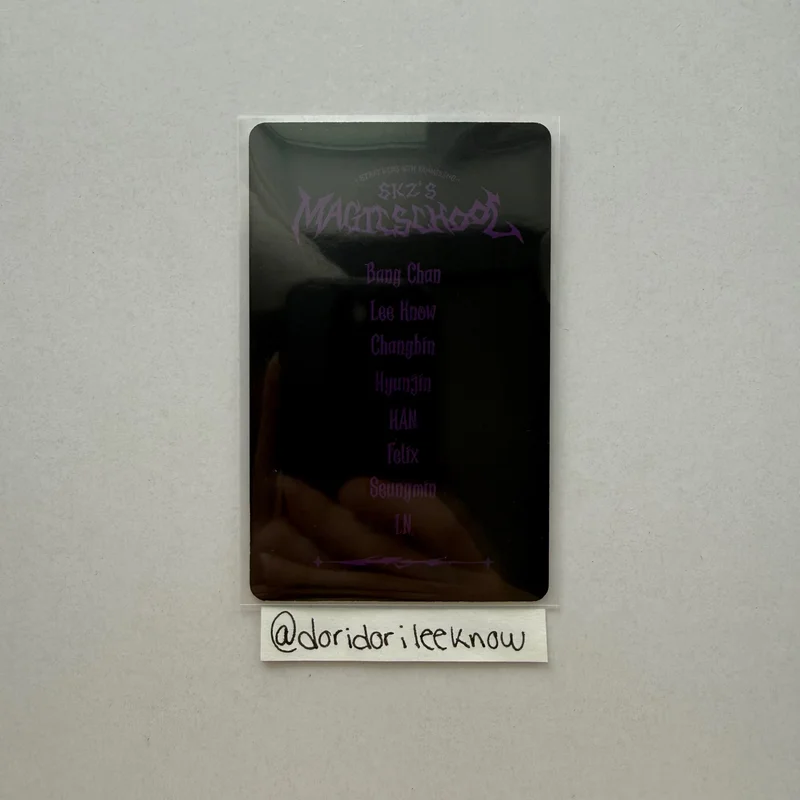 SKZ'S
MAGIC SCHOOL
Bang Chan
Lee Know
Changbin
Hyunjin
HAN
Felix
Seungmin
I.N
@doridorileeknow